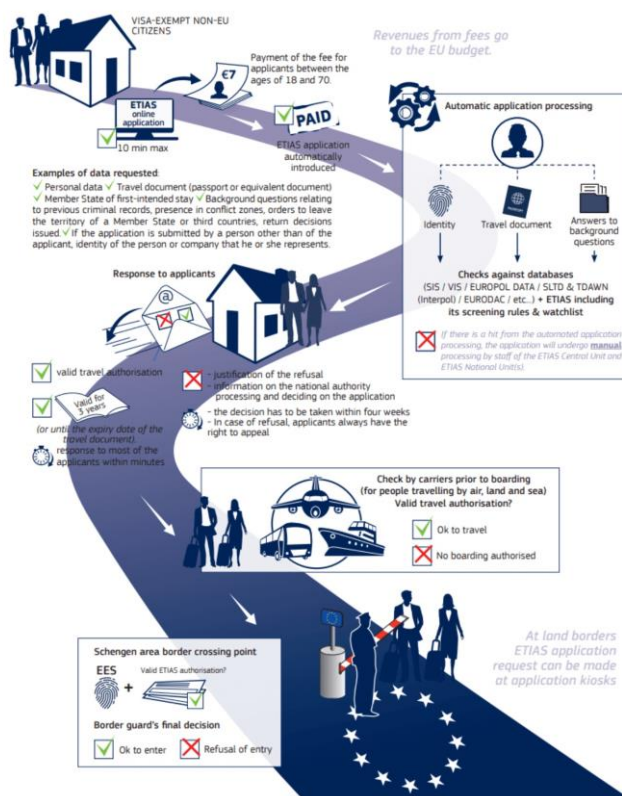 VISA-EXEMPT NON-EU
CITIZENS
Revenues from fees go
to the EU budget.
Payment of the fee for
applicants between the
ages of 18 and 70.
€7
ETIAS
online
application
10 min max
PAID
ETIAS application
automatically
introduced
Examples of data requested:
Personal data Travel document (passport or equivalent document)
Member State of first-intended stay Background questions relating
to previous criminal records, presence in conflict zones, orders to
leave the territory of a Member State or third countries, return decisions
issued. If the application is submitted by a person other than of the
applicant, identity of the person or company that he or she represents.
Automatic application processing
Identity
Travel document
Answers to
background
questions
Checks against databases
(SIS / VIS / EUROPOL DATA / SLTD & TDAWN
(Interpol) / EURODAC / etc..) + ETIAS including
its screening rules & watchlist
If there is a hit from the automated application
processing, the application will undergo manual
processing by staff of the ETIAS Central Unit and
ETIAS National Unit(s).
Response to applicants
@
valid travel authorisation
Valid for
3 years
(or until the expiry date of the
travel document).
response to most of the
applicants within minutes
- justification of the refusal
- information on the national authority
processing and deciding on the application
- the decision has to be taken within four weeks
- In case of refusal, applicants always have the
right to appeal
Check by carriers prior to boarding
(for people travelling by air, land and sea)
Valid travel authorisation?
Ok to travel
No boarding authorised
At land borders
ETIAS application
request can be made
at application kiosks
Schengen area border crossing point
EES
+
Valid ETIAS authorisation?
Border guard's final decision
Ok to enter
Refusal of entry